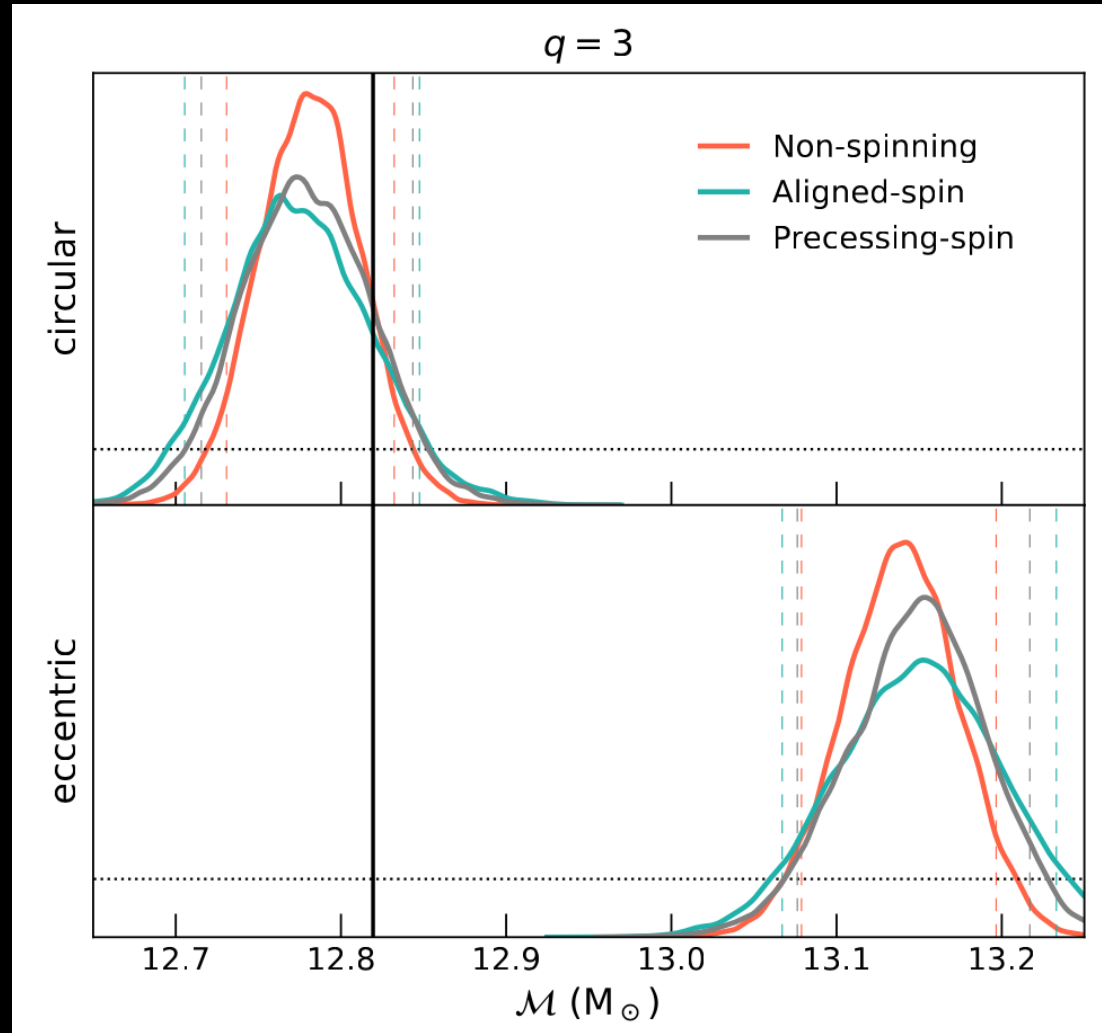 q = 3
circular
Non-spinning
Aligned-spin
Precessing-spin
eccentric
12.7 12.8 12.9 13.0 13.1 13.2
ℳ (M⊙)